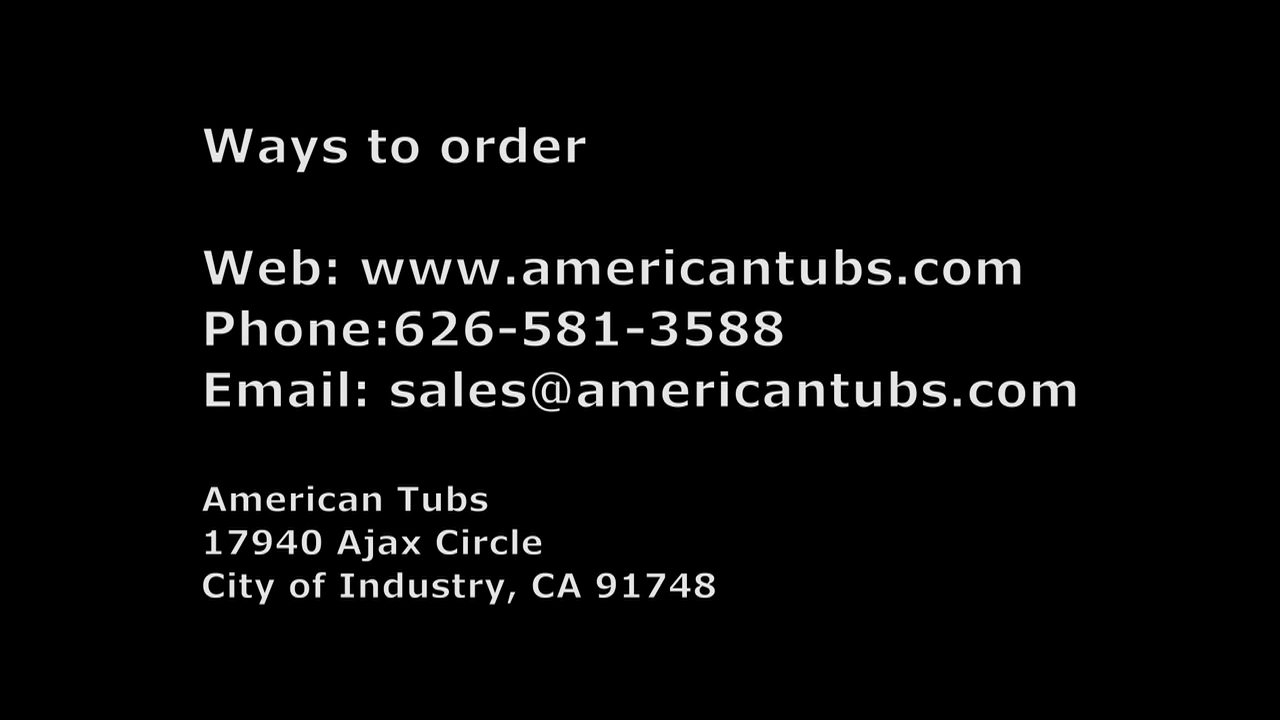 Ways to order
Web: www.americantubs.com
Phone:626-581-3588
Email: sales@americantubs.com
American Tubs
17940 Ajax Circle
City of Industry, CA 91748